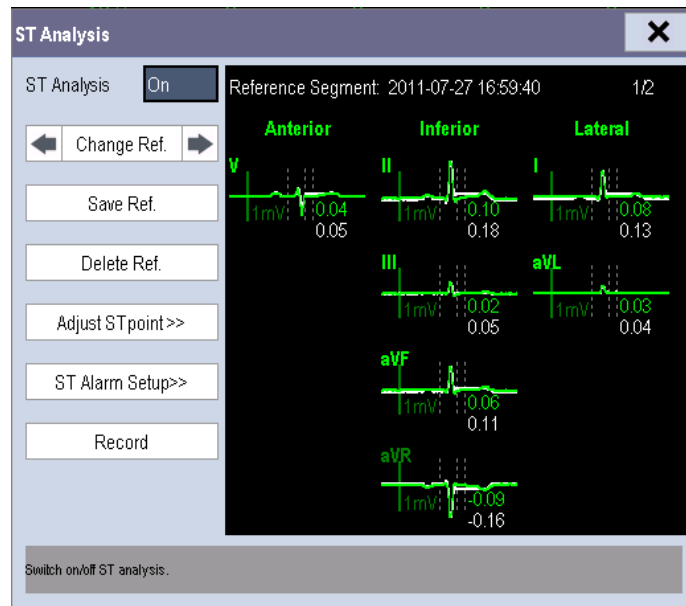 ST Analysis
ST Analysis On
Change Ref.
Save Ref.
Delete Ref.
Adjust STpoint>>
ST Alarm Setup>>
Record
Reference Segment: 2011-07-27 16:59:40 1/2
Anterior Inferior Lateral
V II I
1mV 0.04 1mV 0.10 1mV 0.08
0.05 0.18 0.13
III aVL
1mV 0.02 1mV 0.03
0.05 0.04
aVF
1mV 0.06
0.11
aVR
1mV -0.09
-0.16
Switch on/off ST analysis.